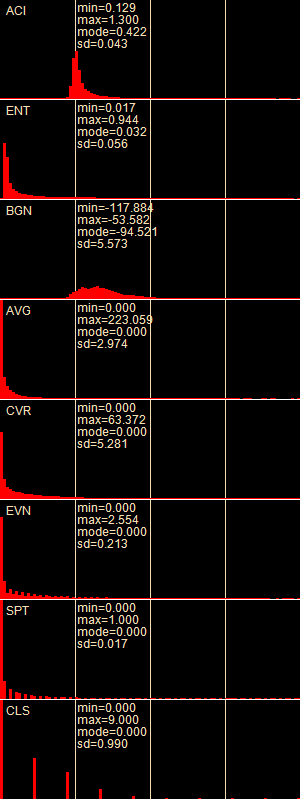 ACI
min=0.129
max=1.300
mode=0.422
sd=0.043
ENT
min=0.017
max=0.944
mode=0.032
sd=0.056
BGN
min=-117.884
max=-53.582
mode=-94.521
sd=5.573
AVG
min=0.000
max=223.059
mode=0.000
sd=2.974
CVR
min=0.000
max=63.372
mode=0.000
sd=5.281
EVN
min=0.000
max=2.554
mode=0.000
sd=0.213
SPT
min=0.000
max=1.000
mode=0.000
sd=0.017
CLS
min=0.000
max=9.000
mode=0.000
sd=0.990